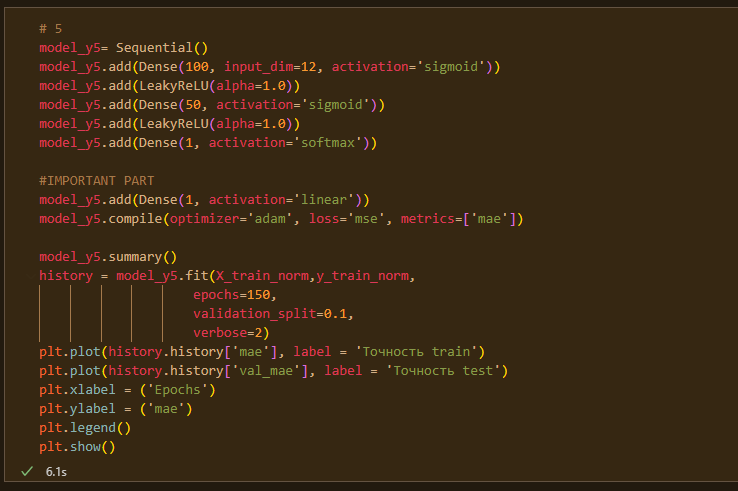 # 5
model_y5= Sequential()
model_y5.add(Dense(100, input_dim=12, activation='sigmoid'))
model_y5.add(LeakyReLU(alpha=1.0))
model_y5.add(Dense(50, activation='sigmoid'))
model_y5.add(LeakyReLU(alpha=1.0))
model_y5.add(Dense(1, activation='softmax'))
#IMPORTANT PART
model_y5.add(Dense(1, activation='linear'))
model_y5.compile(optimizer='adam', loss='mse', metrics=['mae'])
model_y5.summary()
history = model_y5.fit(X_train_norm,y_train_norm,
epochs=150,
validation_split=0.1,
verbose=2)
plt.plot(history.history['mae'], label = 'Точность train')
plt.plot(history.history['val_mae'], label = 'Точность test')
plt.xlabel = ('Epochs')
plt.ylabel = ('mae')
plt.legend()
plt.show()
6.1s